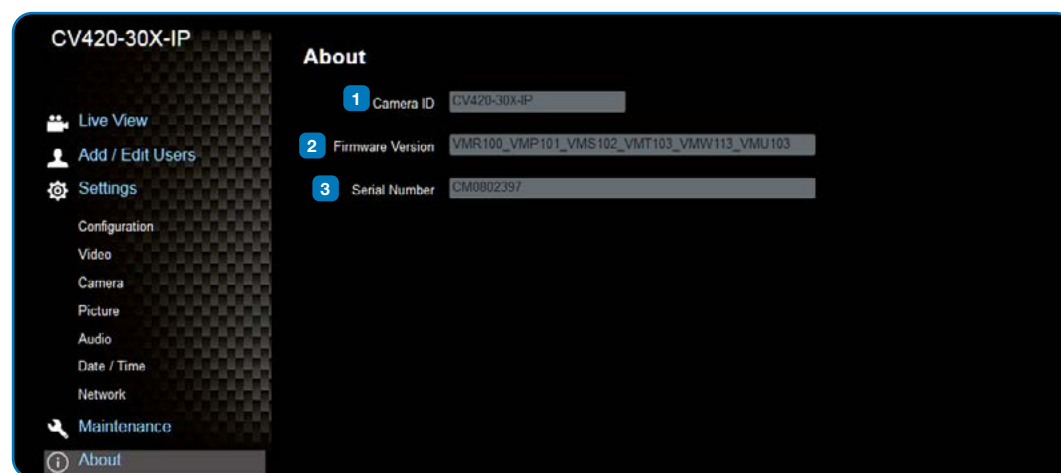 CV420-30X-IP
Live View
Add / Edit Users
Settings
Configuration
Video
Camera
Picture
Audio
Date / Time
Network
Maintenance
About
About
1 Camera ID CV420-30X-IP
2 Firmware Version VMR100_VMP101_VMS102_VMT103_VMW113_VMU103
3 Serial Number CM0802397